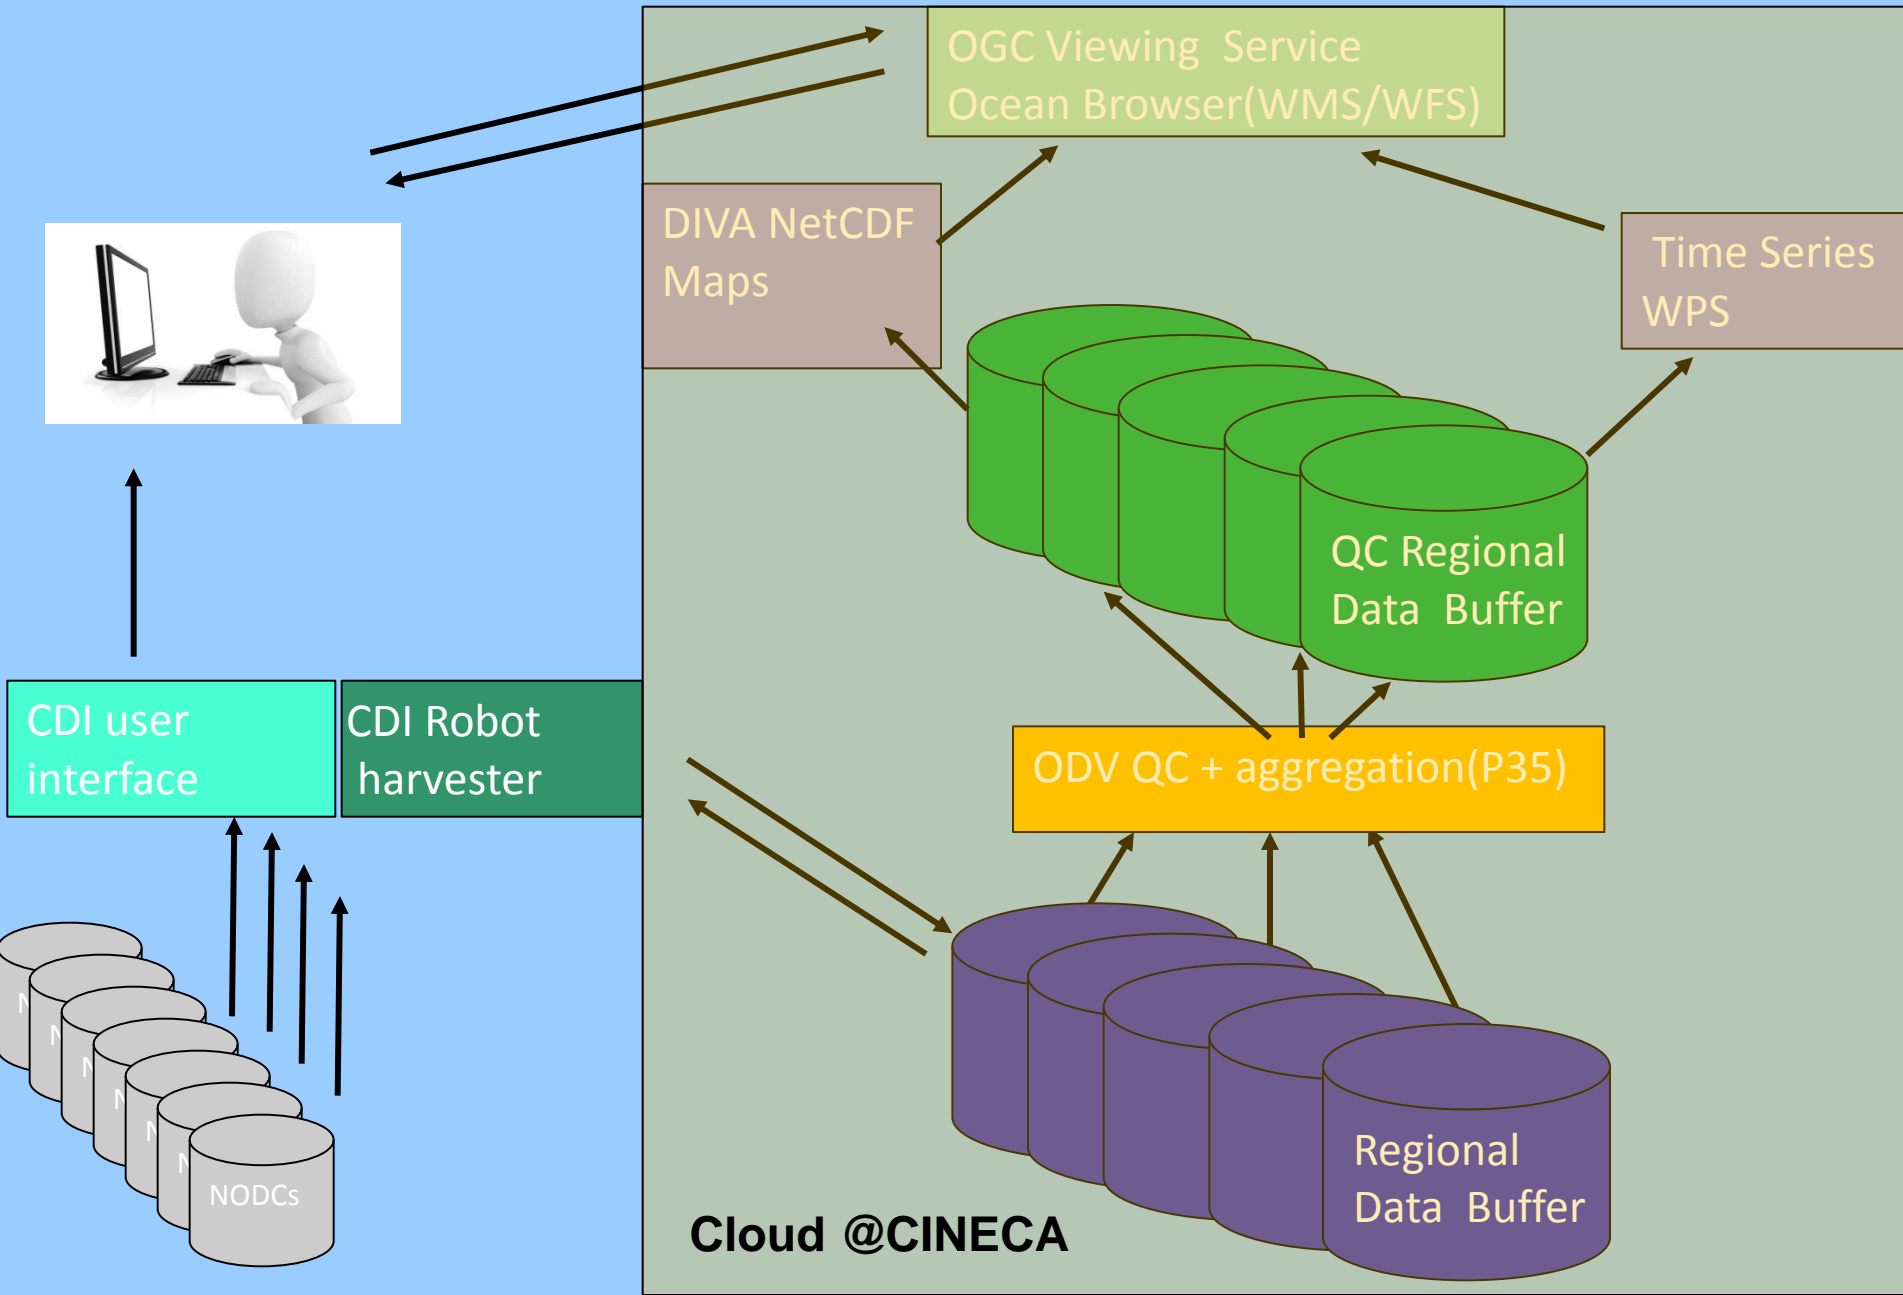 OGC Viewing  Service
Ocean Browser(WMS/WFS)
DIVA NetCDF
Maps
Time Series
WPS
QC Regional
Data  Buffer
CDI user
interface
CDI Robot
harvester
ODV QC + aggregation(P35)
NODCs
Regional
Data  Buffer
Cloud @CINECA